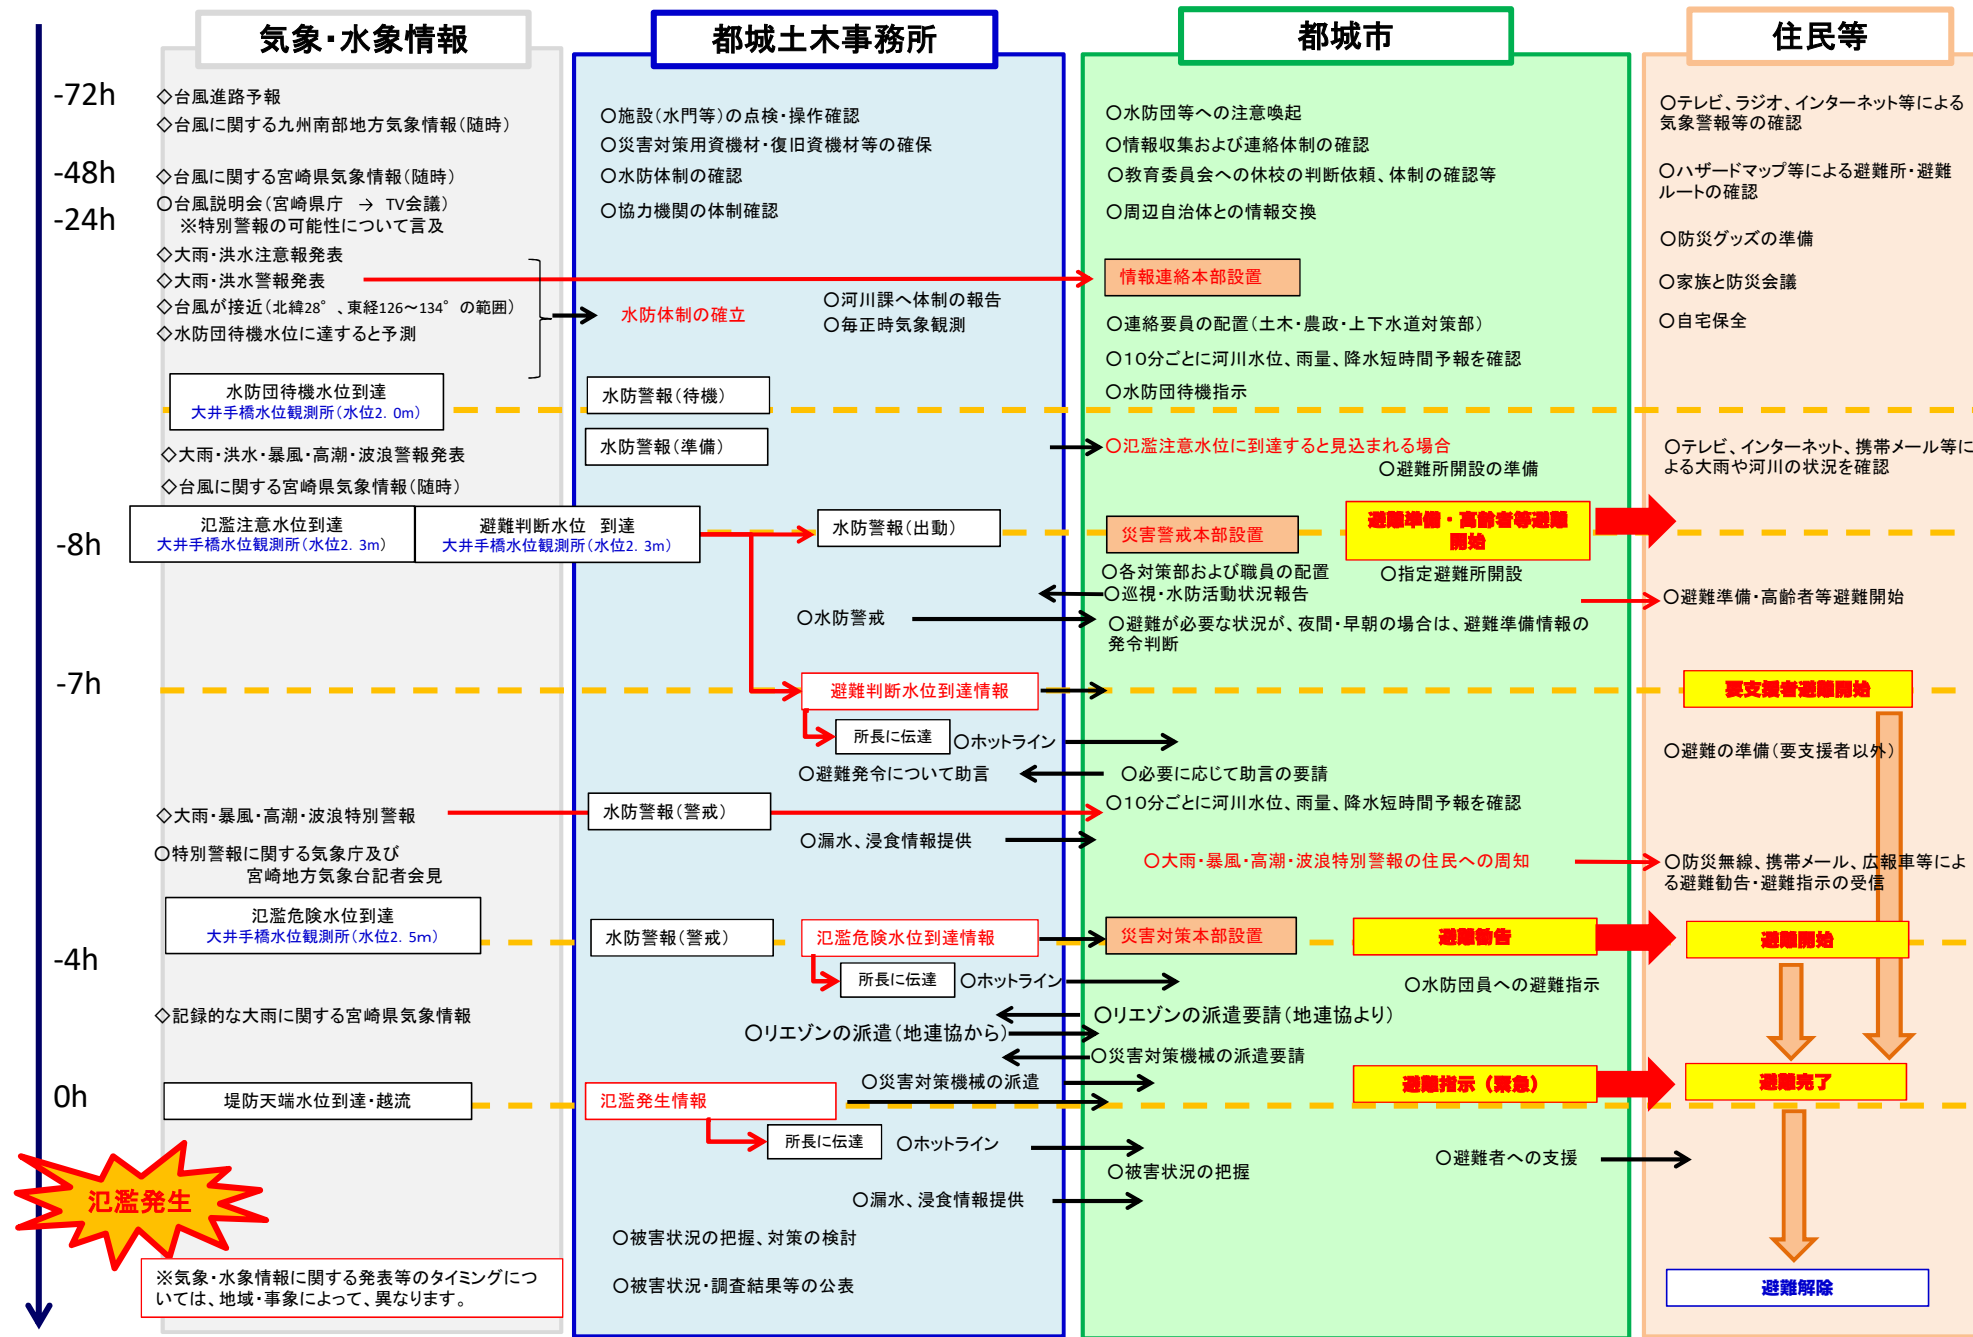 気象・水象情報
都城土木事務所
都城市
住民等
-72h
-48h
-24h
-8h
-7h
-4h
0h
◇台風進路予報
◇台風に関する九州南部地方気象情報（随時）
◇台風に関する宮崎県気象情報（随時）
○台風説明会（宮崎県庁 → TV会議）
※特別警報の可能性について言及
◇大雨・洪水注意報発表
◇大雨・洪水警報発表
◇台風が接近（北緯28°、東経126～134°の範囲）
◇水防団待機水位に達すると予測
水防団待機水位到達
大井手橋水位観測所（水位2．0m）
◇大雨・洪水・暴風・高潮・波浪警報発表
◇台風に関する宮崎県気象情報（随時）
氾濫注意水位到達
大井手橋水位観測所（水位2．3m）
避難判断水位 到達
大井手橋水位観測所（水位2．3m）
◇大雨・暴風・高潮・波浪特別警報
○特別警報に関する気象庁及び
宮崎地方気象台記者会見
氾濫危険水位到達
大井手橋水位観測所（水位2．5m）
◇記録的な大雨に関する宮崎県気象情報
堤防天端水位到達・越流
氾濫発生
※気象・水象情報に関する発表等のタイミングにつ
いては、地域・事象によって、異なります。
○施設（水門等）の点検・操作確認
○災害対策用資機材・復旧資機材等の確保
○水防体制の確認
○協力機関の体制確認
水防体制の確立
○河川課へ体制の報告
○毎正時気象観測
水防警報（待機）
水防警報（準備）
水防警報（出動）
○水防警戒
避難判断水位到達情報
所長に伝達
○ホットライン
○避難発令について助言
水防警報（警戒）
○漏水、浸食情報提供
水防警報（警戒）
氾濫危険水位到達情報
所長に伝達
○ホットライン
○リエゾンの派遣（地連協から）
○災害対策機械の派遣
氾濫発生情報
所長に伝達
○ホットライン
○漏水、浸食情報提供
○被害状況の把握、対策の検討
○被害状況・調査結果等の公表
○水防団等への注意喚起
○情報収集および連絡体制の確認
○教育委員会への休校の判断依頼、体制の確認等
○周辺自治体との情報交換
情報連絡本部設置
○連絡要員の配置（土木・農政・上下水道対策部）
○10分ごとに河川水位、雨量、降水短時間予報を確認
○水防団待機指示
○氾濫注意水位に到達すると見込まれる場合
○避難所開設の準備
災害警戒本部設置
避難準備・高齢者等避難
開始
○各対策部および職員の配置
○指定避難所開設
○巡視・水防活動状況報告
○避難が必要な状況が、夜間・早朝の場合は、避難準備情報の
発令判断
○必要に応じて助言の要請
○10分ごとに河川水位、雨量、降水短時間予報を確認
○大雨・暴風・高潮・波浪特別警報の住民への周知
災害対策本部設置
避難勧告
○水防団員への避難指示
○リエゾンの派遣要請（地連協より）
○災害対策機械の派遣要請
避難指示（緊急）
○被害状況の把握
○避難者への支援
○テレビ、ラジオ、インターネット等による
気象警報等の確認
○ハザードマップ等による避難所・避難
ルートの確認
○防災グッズの準備
○家族と防災会議
○自宅保全
○テレビ、インターネット、携帯メール等に
よる大雨や河川の状況を確認
○避難準備・高齢者等避難開始
要支援者避難開始
○避難の準備（要支援者以外）
○防災無線、携帯メール、広報車等によ
る避難勧告・避難指示の受信
避難開始
避難完了
避難解除